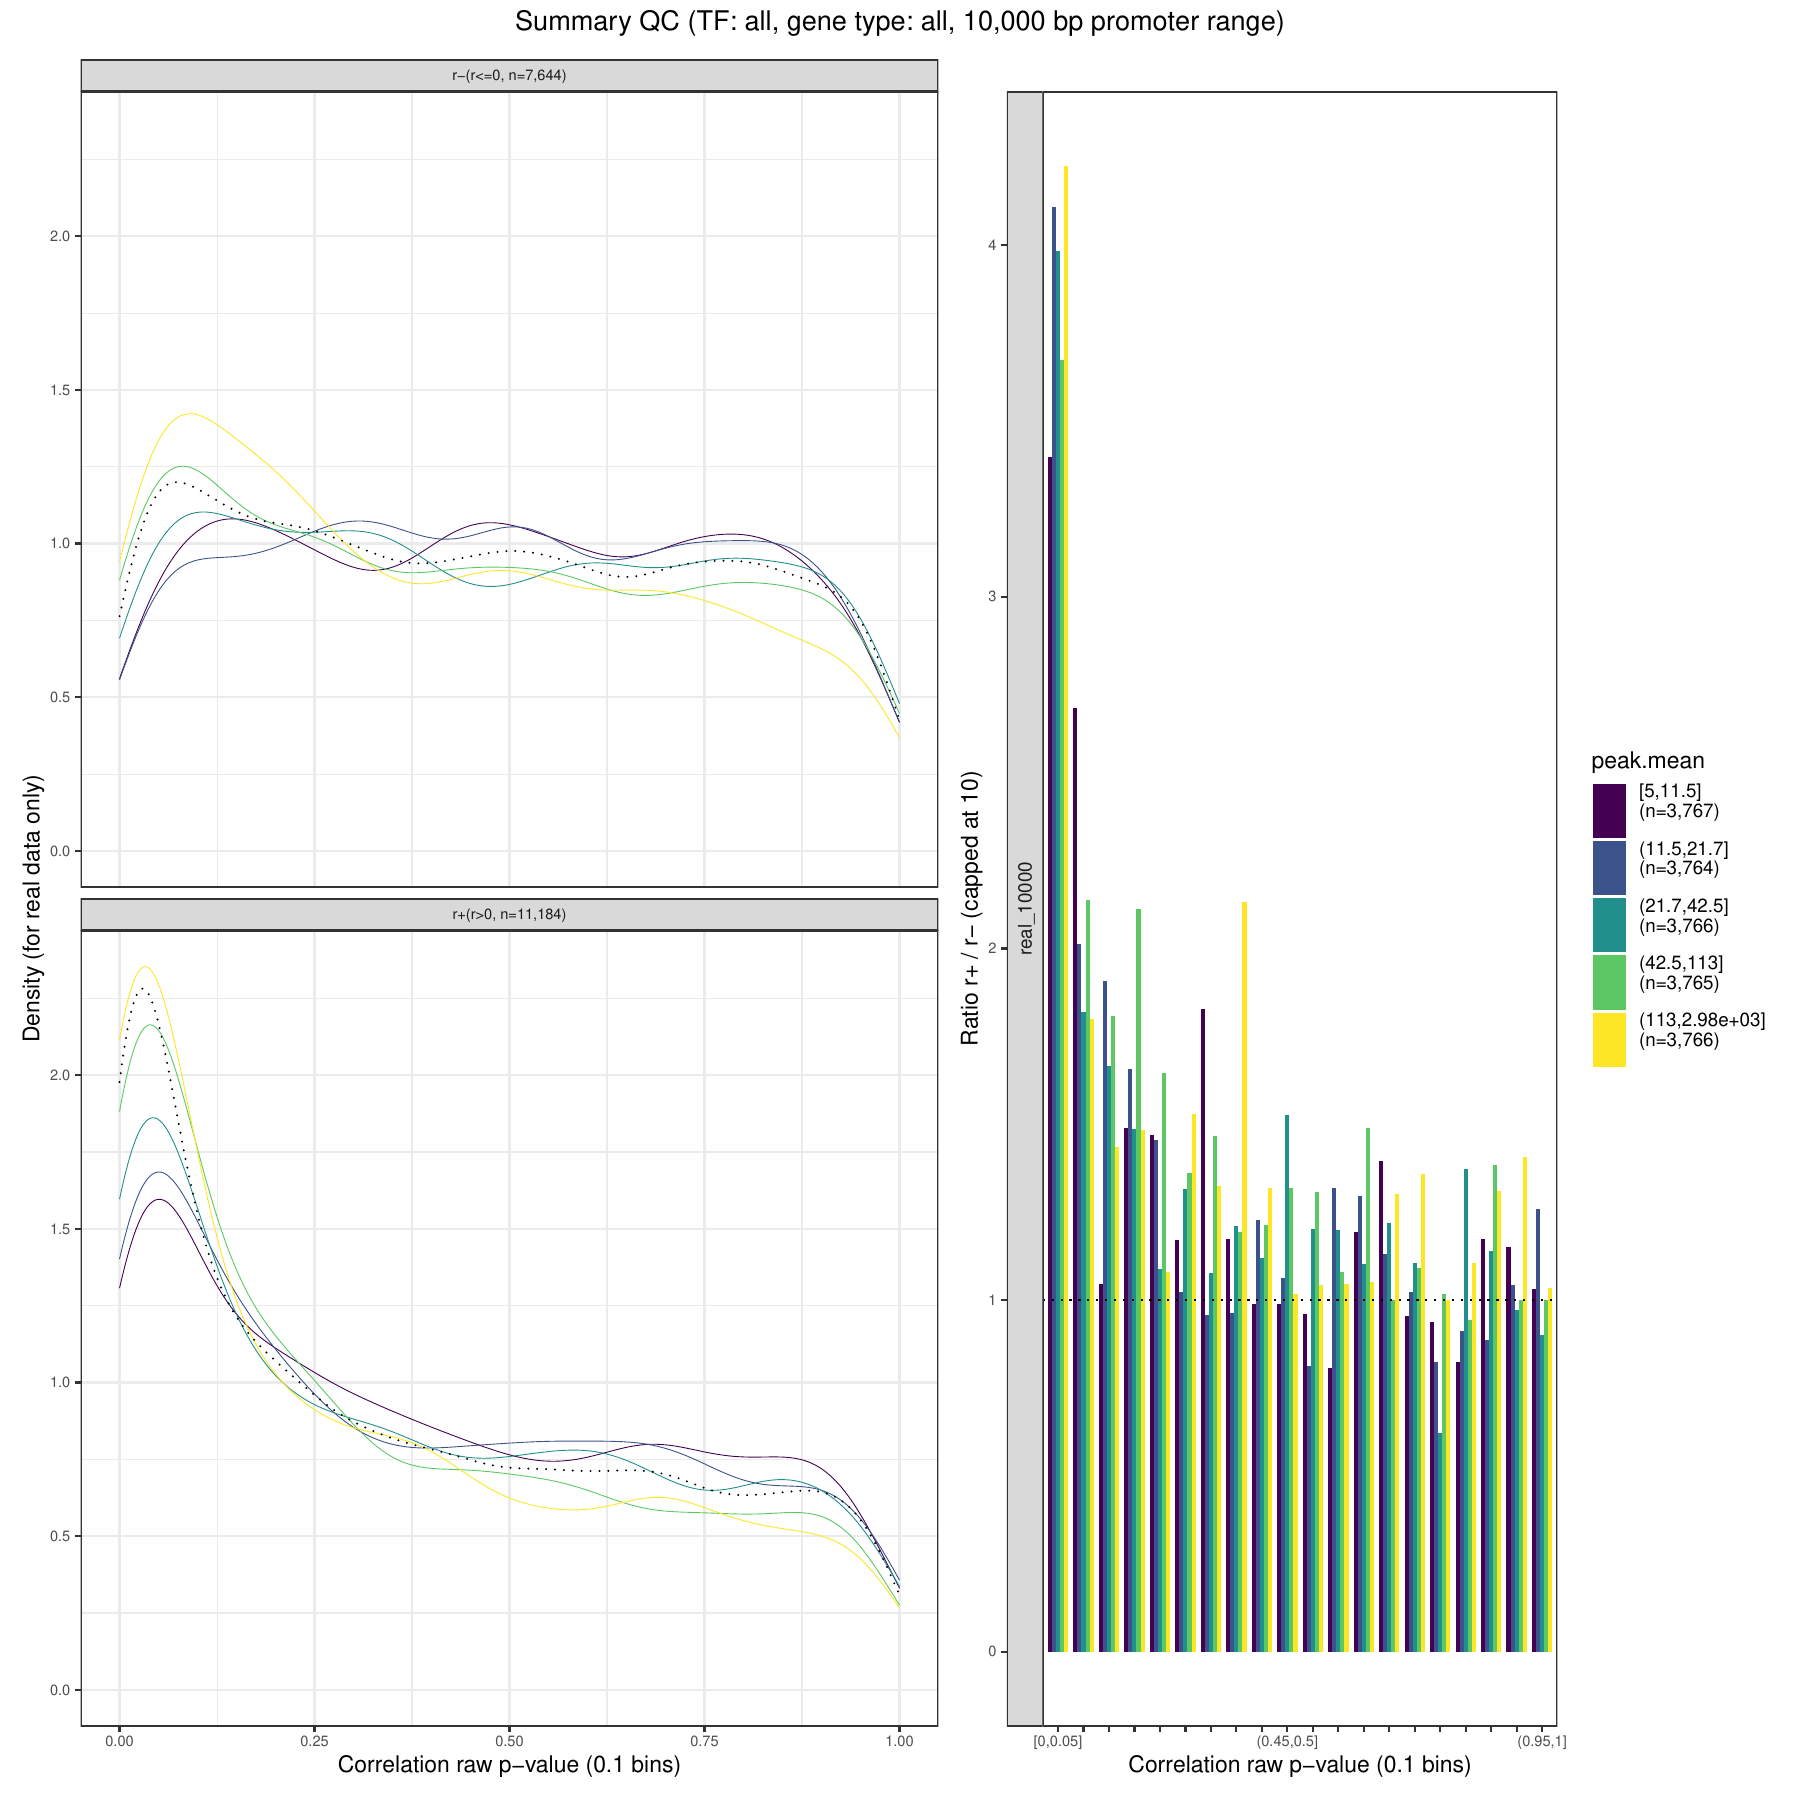 Summary QC (TF: all, gene type: all, 10,000 bp promoter range)
r−(r<=0, n=7,644)
2.0
1.5
1.0
0.5
0.0
Density (for real data only)
r+(r>0, n=11,184)
2.0
1.5
1.0
0.5
0.0
0.00
0.25
0.50
0.75
1.00
Correlation raw p−value (0.1 bins)
Ratio r+ / r− (capped at 10)
real_10000
4
3
2
1
0
[0,0.05]
(0.45,0.5]
(0.95,1]
Correlation raw p−value (0.1 bins)
peak.mean
[5,11.5]
(n=3,767)
(11.5,21.7]
(n=3,764)
(21.7,42.5]
(n=3,766)
(42.5,113]
(n=3,765)
(113,2.98e+03]
(n=3,766)